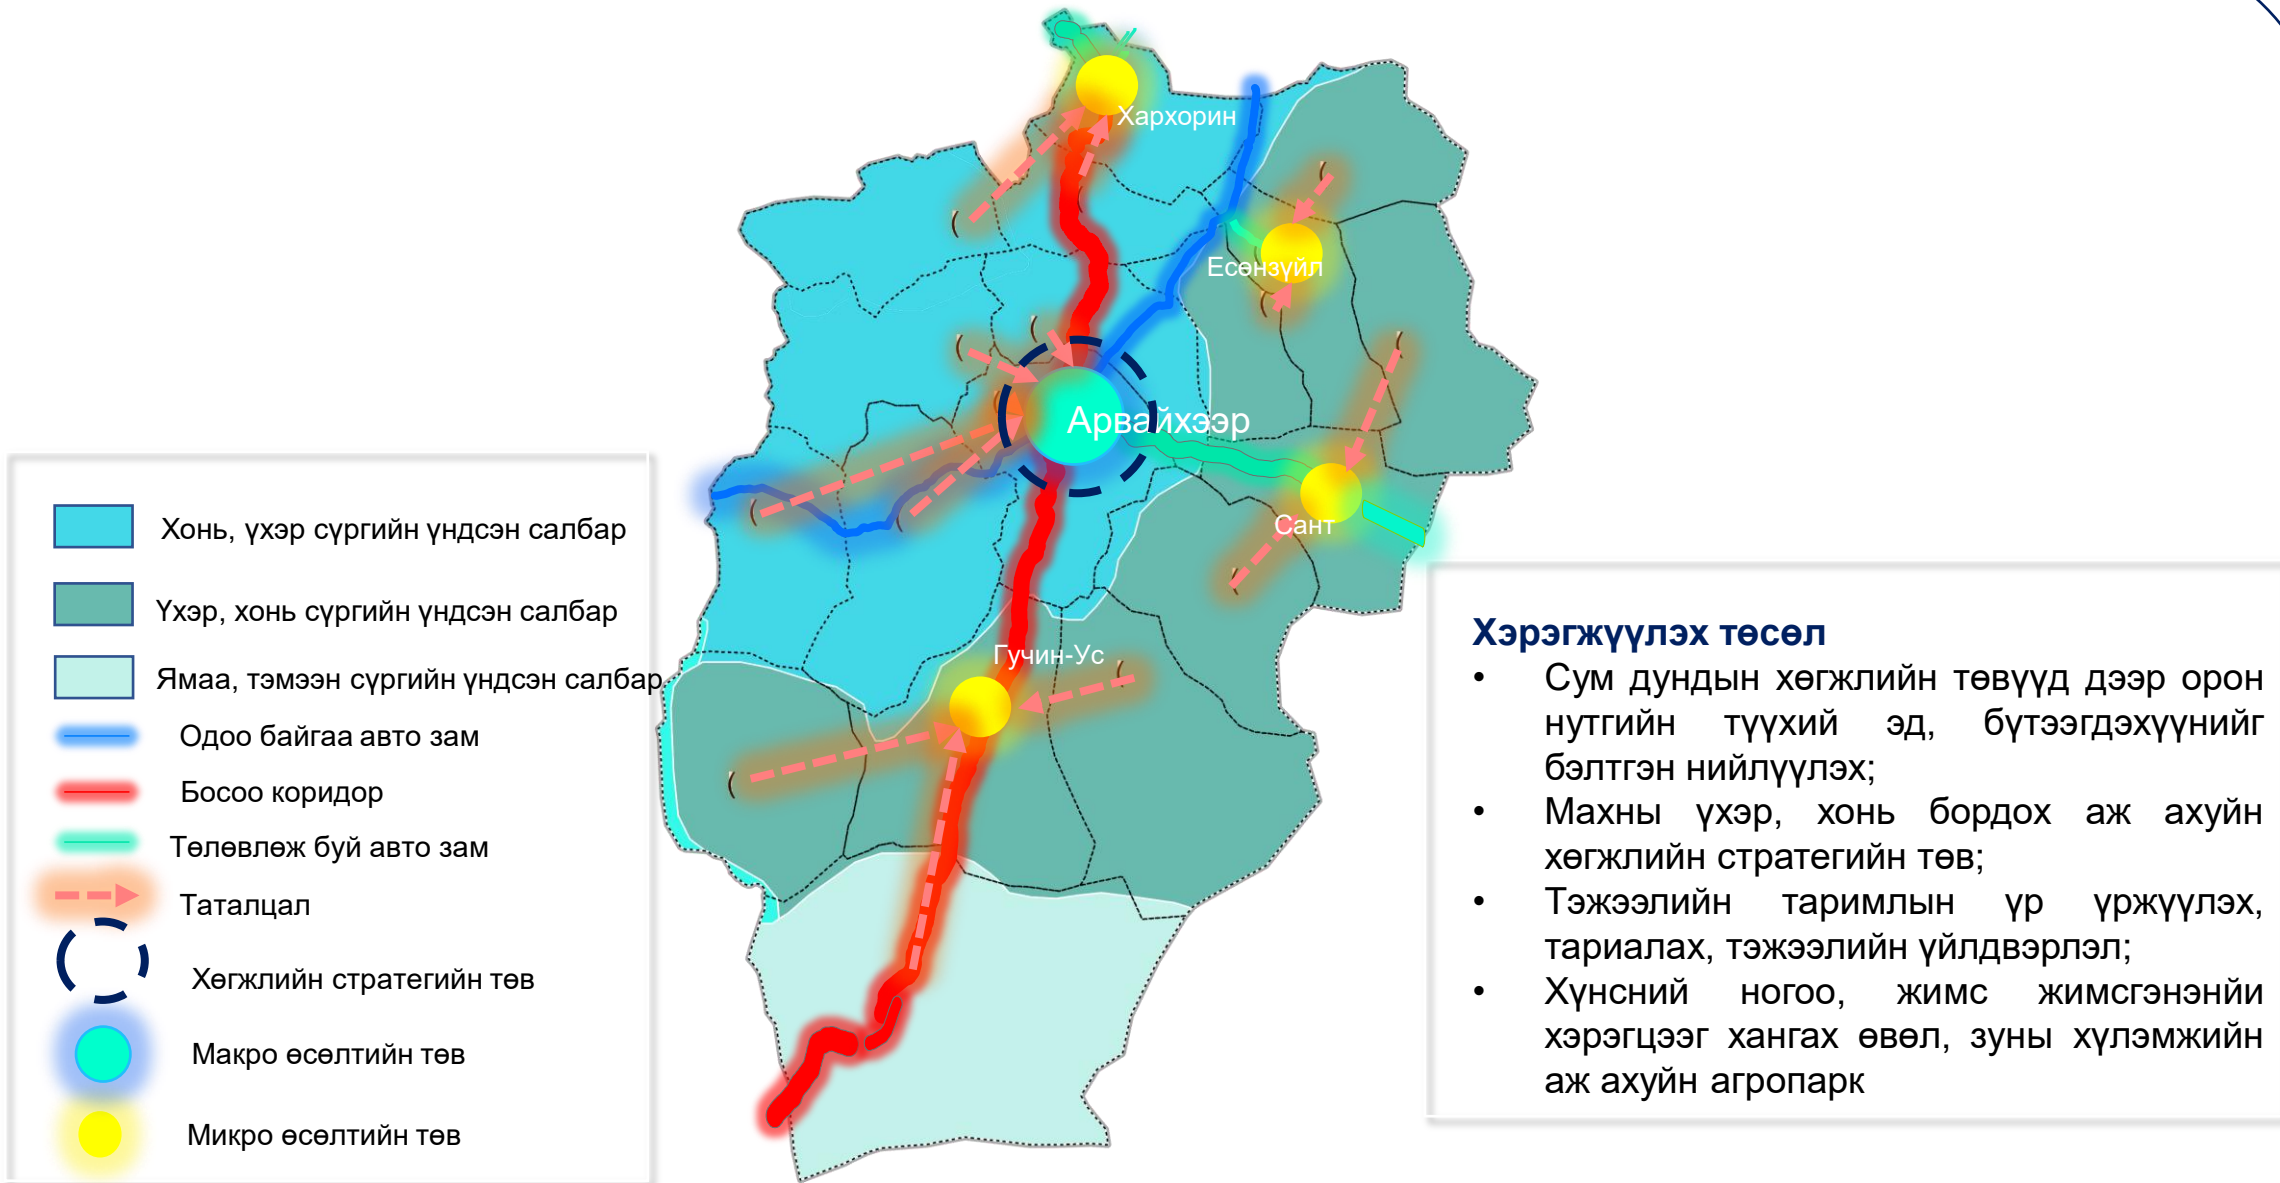 Хархорин
Есөнзүйл
Арвайхээр
Сант
Гучин-Ус
Хонь, үхэр сүргийн үндсэн салбар
Үхэр, хонь сүргийн үндсэн салбар
Ямаа, тэмээн сүргийн үндсэн салбар
Одоо байгаа авто зам
Босоо коридор
Төлөвлөж буй авто зам
Таталцал
Хөгжлийн стратегийн төв
Макро өсөлтийн төв
Микро өсөлтийн төв
Хэрэгжүүлэх төсөл
• Сум дундын хөгжлийн төвүүд дээр орон
нутгийн түүхий эд, бүтээгдэхүүнийг
бэлтгэн нийлүүлэх;
• Махны үхэр, хонь бордох аж ахуйн
хөгжлийн стратегийн төв;
• Тэжээлийн таримлын үр үржүүлэх,
тариалах, тэжээлийн үйлдвэрлэл;
• Хүнсний ногоо, жимс жимсгэнэнйи
хэрэгцээг хангах өвөл, зуны хүлэмжийн
аж ахуйн агропарк